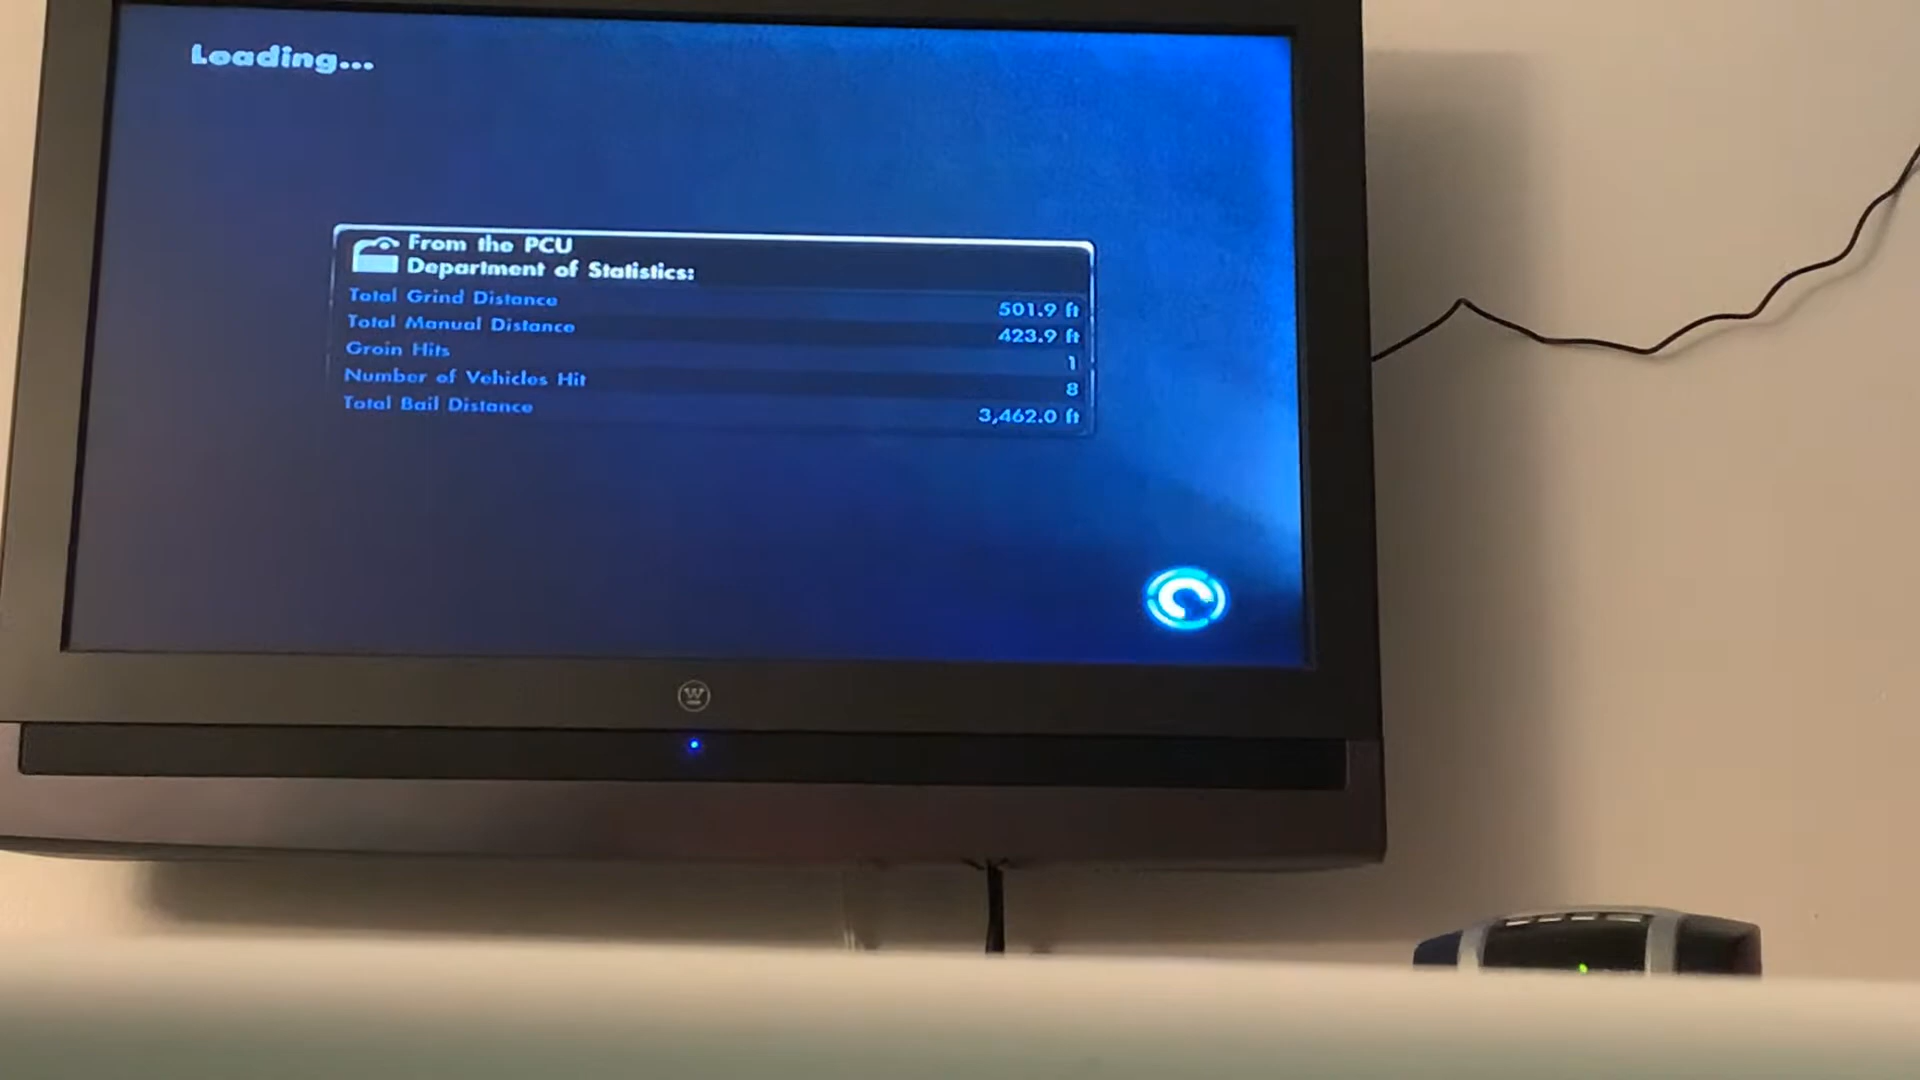 Loading...
From the PCU
Department of Statistics:
Total Grind Distance 501.9 ft
Total Manual Distance 423.9 ft
Groin Hits 1
Number of Vehicles Hit 8
Total Bail Distance 3,462.0 ft
W